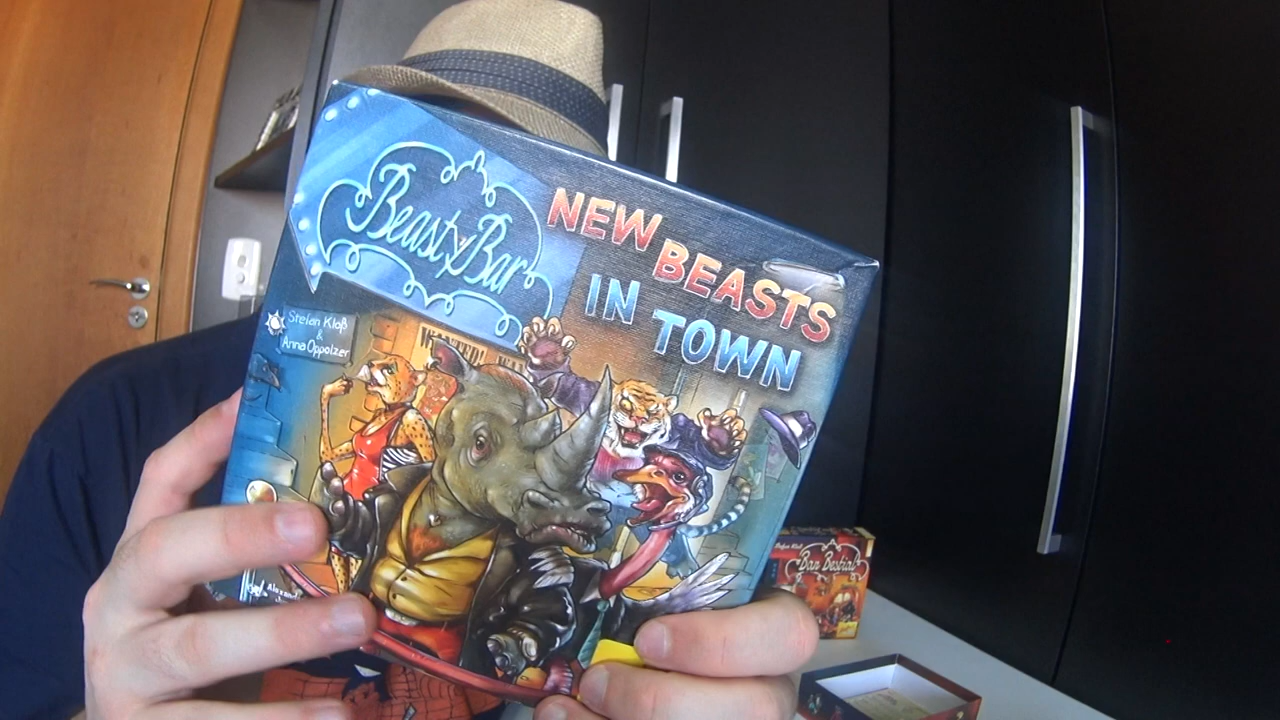 Beasty Bar
NEW BEASTS
IN TOWN
Stefan Kloß
&
Anna Oppolzer
Bar Bestial